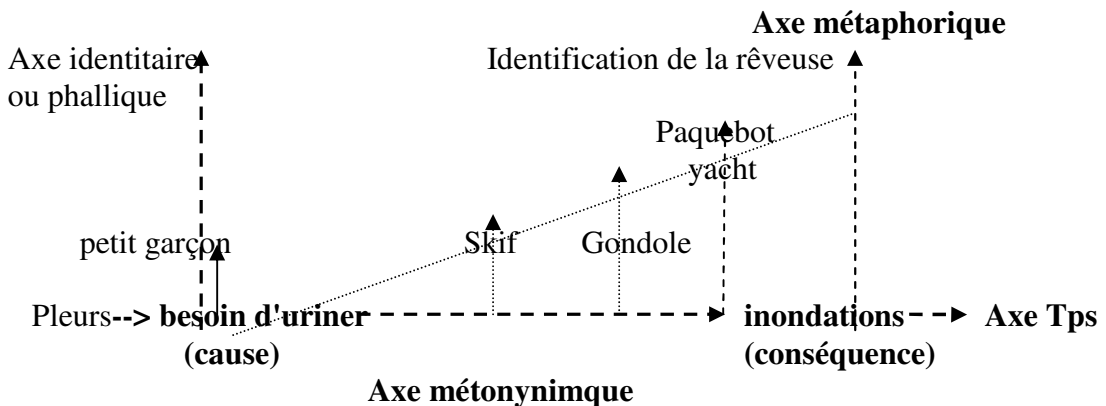 Axe métaphorique
Axe identitaire Identification de la rêveuse
ou phallique
Paquebot
yacht
petit garçon Skif Gondole
Pleurs--> besoin d'uriner inondations Axe Tps
(cause) (conséquence)
Axe métonynimque